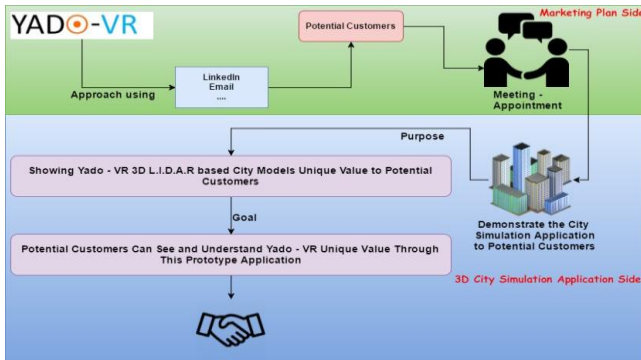 YADO-VR
Marketing Plan Side
Potential Customers
LinkedIn
Email
....
Approach using
Meeting -
Appointment
Purpose
Showing Yado - VR 3D L.I.D.A.R based City Models Unique Value to Potential
Customers
Goal
Demonstrate the City
Simulation Application
to Potential Customers
Potential Customers Can See and Understand Yado - VR Unique Value Through
This Prototype Application
3D City Simulation Application Side